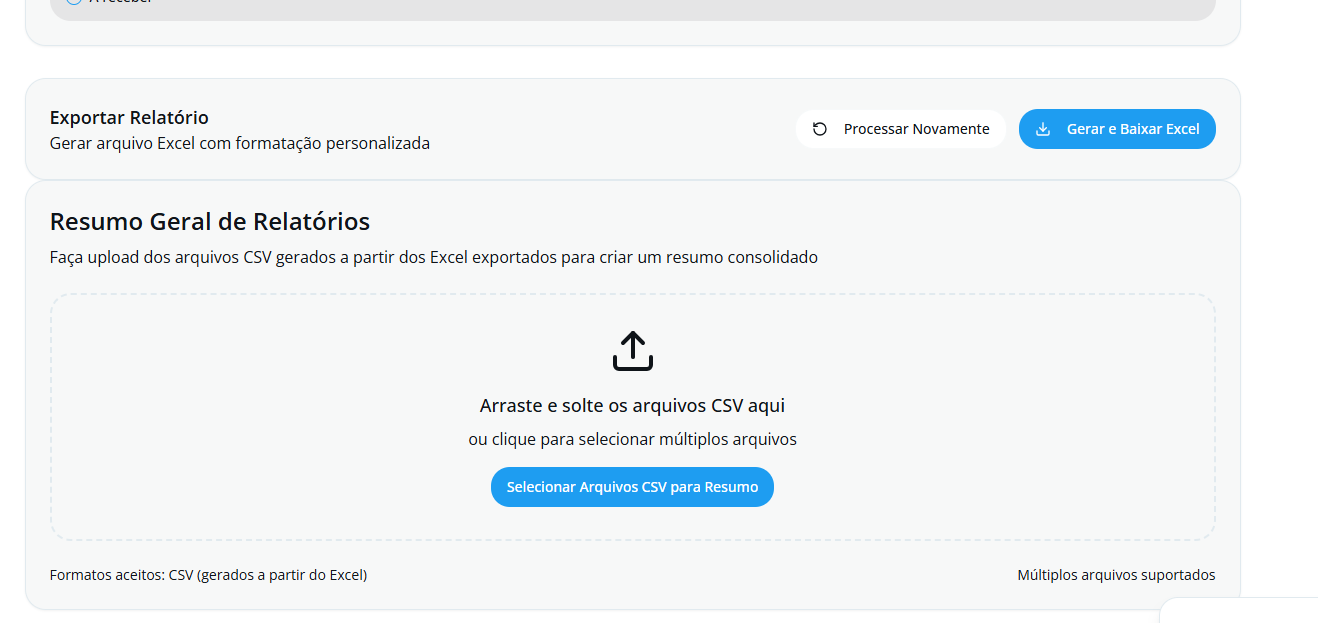 A receber
Exportar Relatório
Gerar arquivo Excel com formatação personalizada
Processar Novamente
Gerar e Baixar Excel
Resumo Geral de Relatórios
Faça upload dos arquivos CSV gerados a partir dos Excel exportados para criar um resumo consolidado
Arraste e solte os arquivos CSV aqui
ou clique para selecionar múltiplos arquivos
Selecionar Arquivos CSV para Resumo
Formatos aceitos: CSV (gerados a partir do Excel)
Múltiplos arquivos suportados